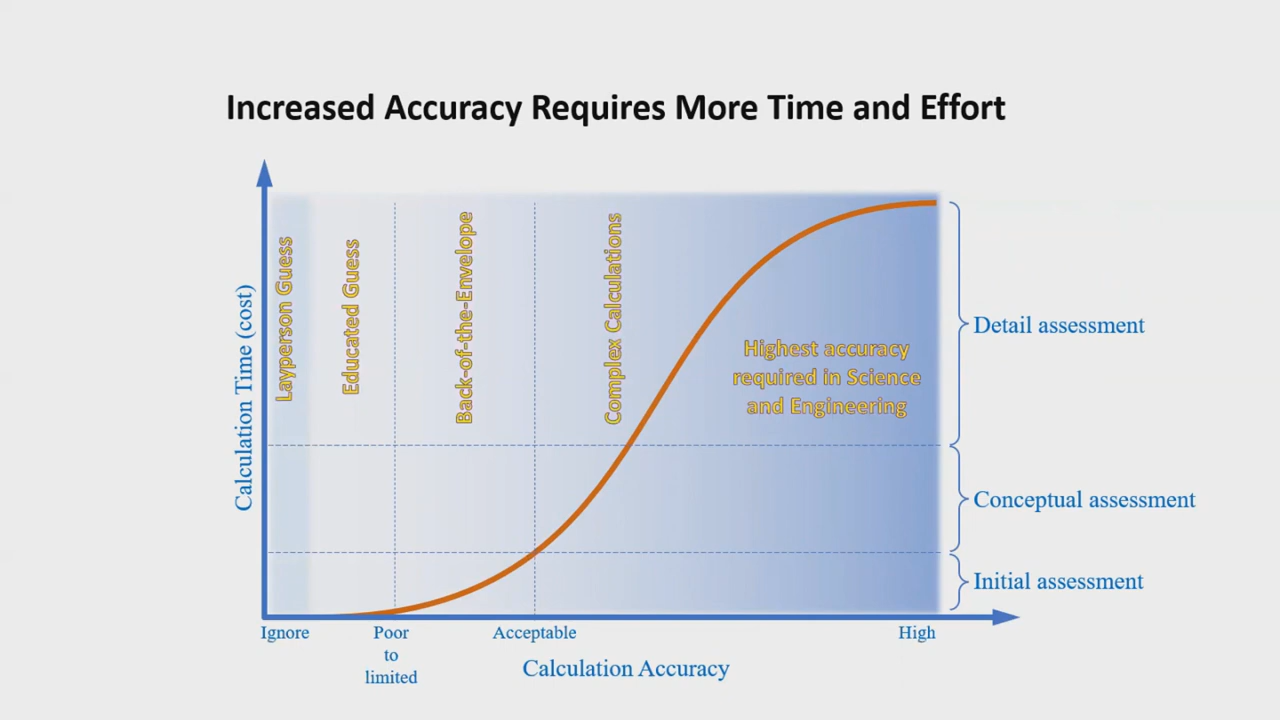 Increased Accuracy Requires More Time and Effort
Calculation Time (cost)
Layperson Guess
Educated Guess
Back-of-the-Envelope
Complex Calculations
Highest accuracy
required in Science
and Engineering
Detail assessment
Conceptual assessment
Initial assessment
Ignore
Poor
to
limited
Acceptable
High
Calculation Accuracy